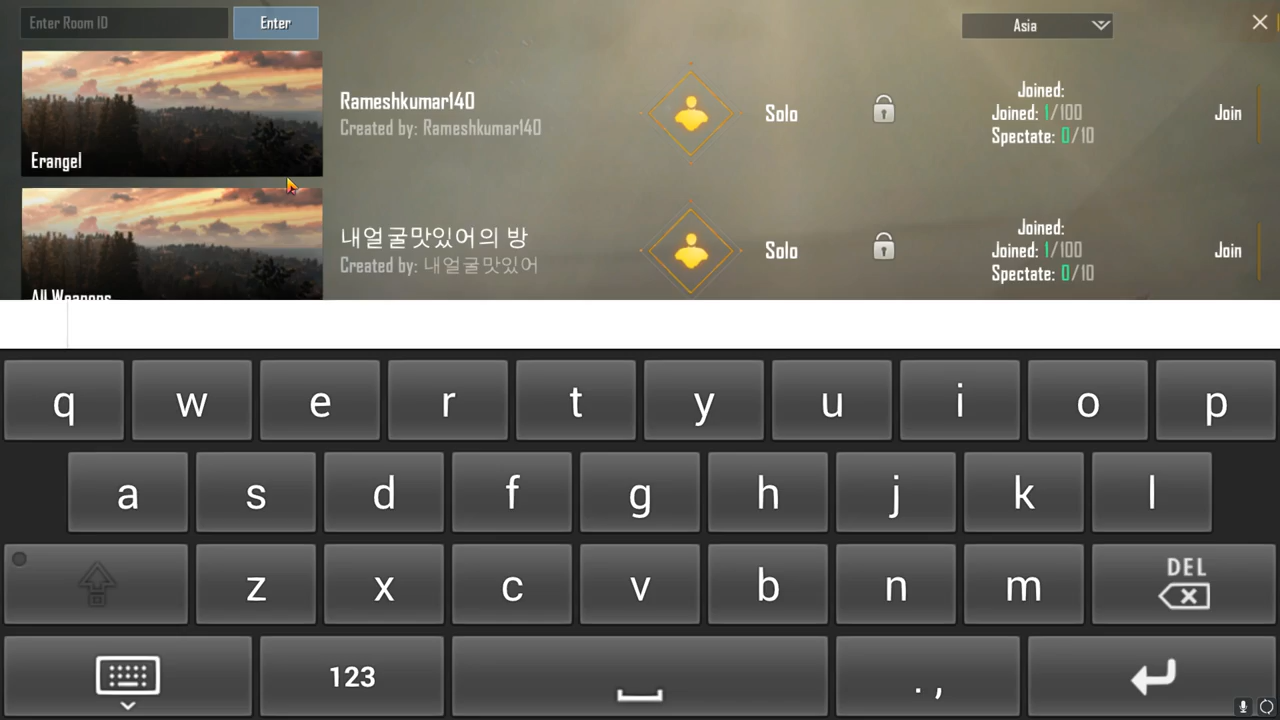 Enter Room ID
Enter
Asia
Erangel
Rameshkumar140
Created by: Rameshkumar140
Solo
Joined:
Joined: 1/100
Spectate: 0/10
Join
All Weapons
내얼굴맛있어의 방
Created by: 내얼굴맛있어
Solo
Joined:
Joined: 1/100
Spectate: 0/10
Join
q w e r t y u i o p
a s d f g h j k l
z x c v b n m DEL
123 . ,